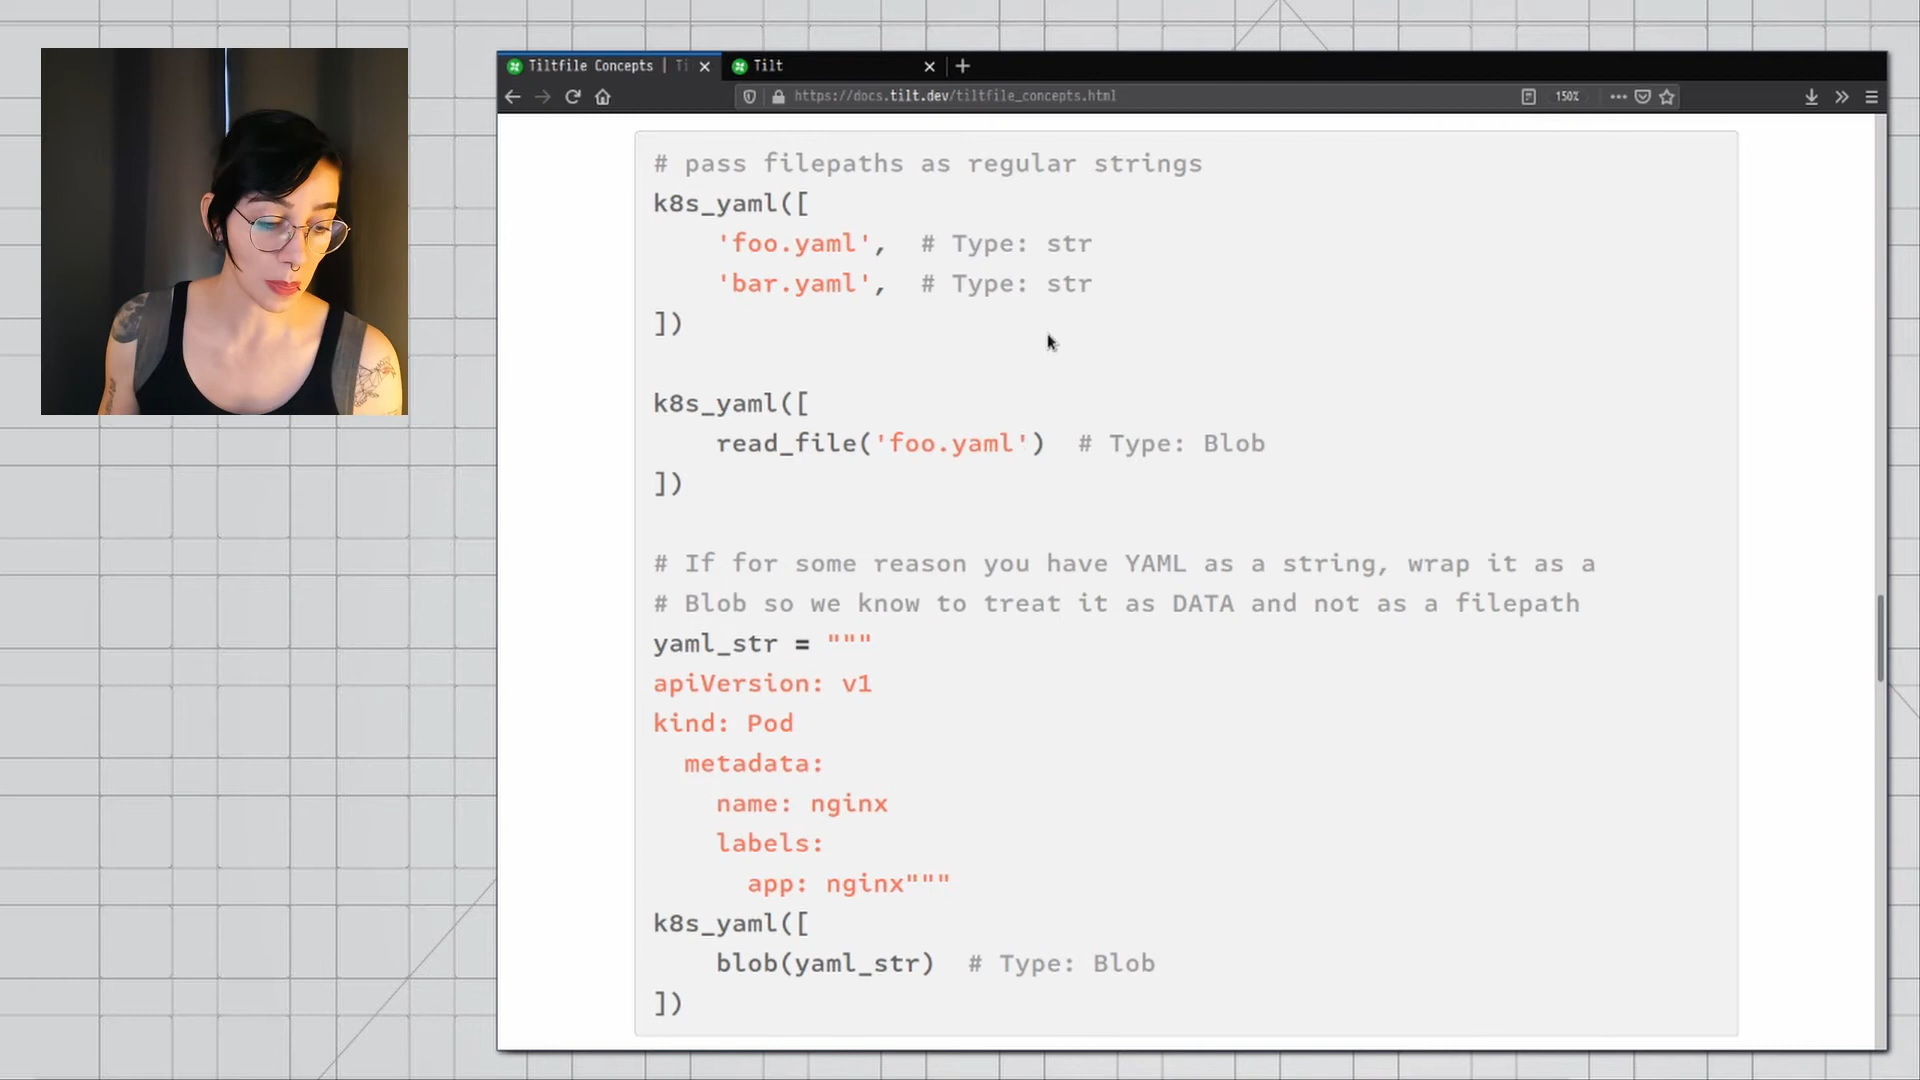 Tiltfile Concepts | Ti
Tilt
https://docs.tilt.dev/tiltfile_concepts.html
150%
# pass filepaths as regular strings
k8s_yaml([
    'foo.yaml',  # Type: str
    'bar.yaml',  # Type: str
])
k8s_yaml([
    read_file('foo.yaml')  # Type: Blob
])
# If for some reason you have YAML as a string, wrap it as a
# Blob so we know to treat it as DATA and not as a filepath
yaml_str = """
apiVersion: v1
kind: Pod
  metadata:
    name: nginx
    labels:
      app: nginx"""
k8s_yaml([
    blob(yaml_str)  # Type: Blob
])